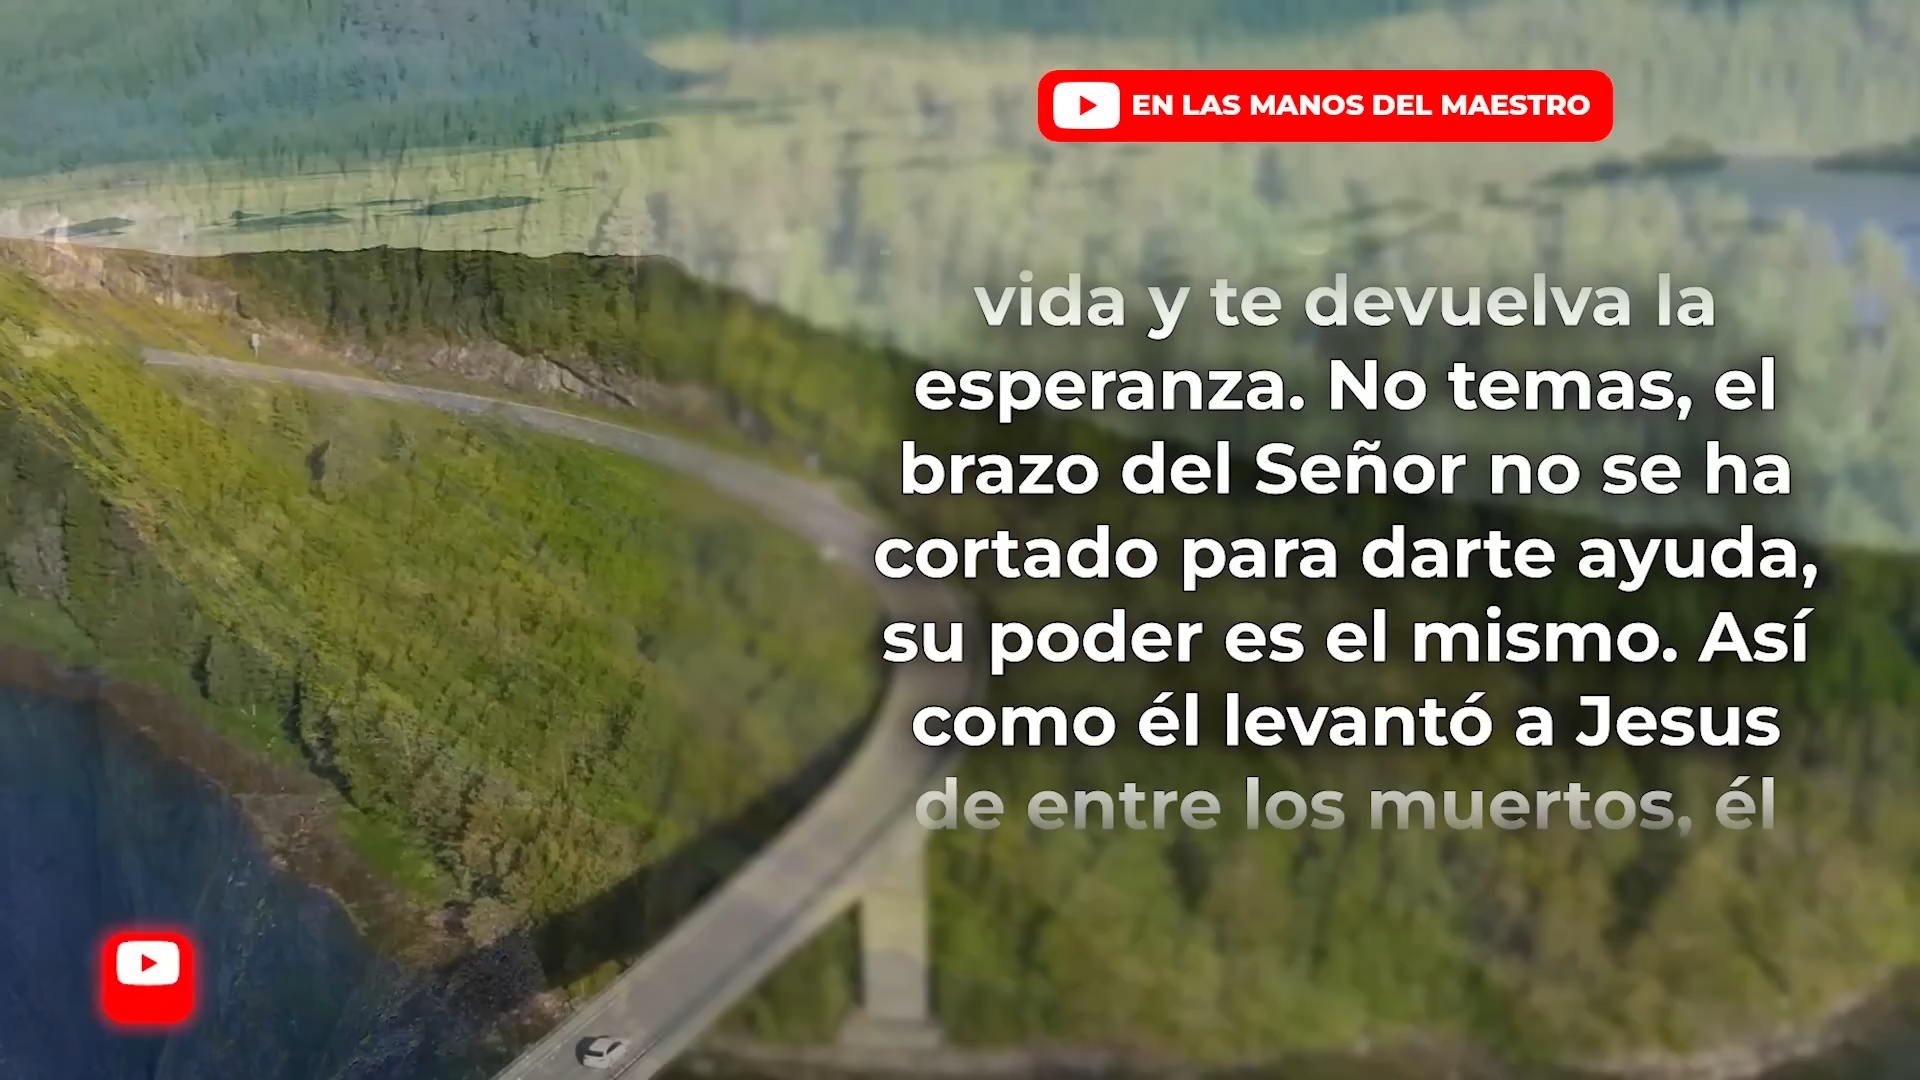 EN LAS MANOS DEL MAESTRO
vida y te devuelva la
esperanza. No temas, el
brazo del Señor no se ha
cortado para darte ayuda,
su poder es el mismo. Así
como él levantó a Jesus
de entre los muertos, él